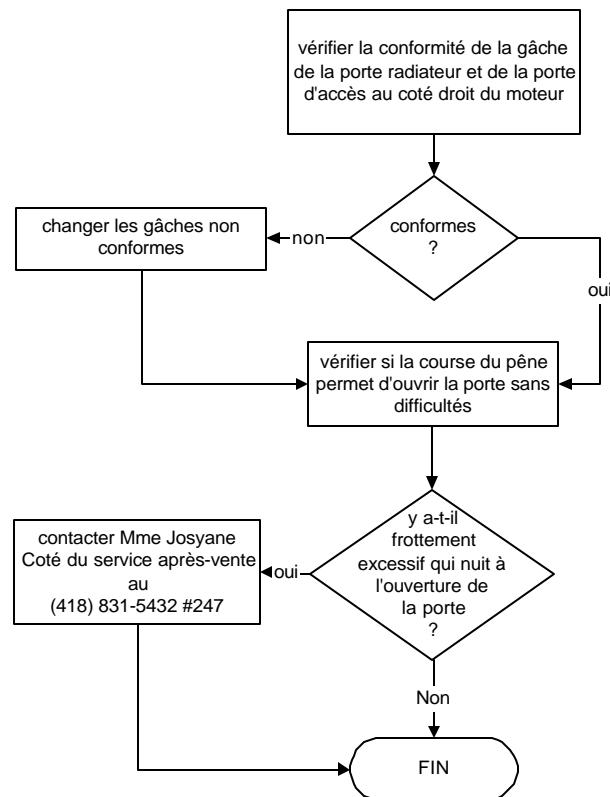 vérifier la conformité de la gâche
de la porte radiateur et de la porte
d'accès au coté droit du moteur
conformes
?
non
oui
changer les gâches non
conformes
vérifier si la course du pêne
permet d'ouvrir la porte sans
difficultés
y a-t-il
frottement
excessif qui nuit à
l'ouverture de
la porte
?
oui
contacter Mme Josyane
Coté du service après-vente
au
(418) 831-5432 #247
Non
FIN